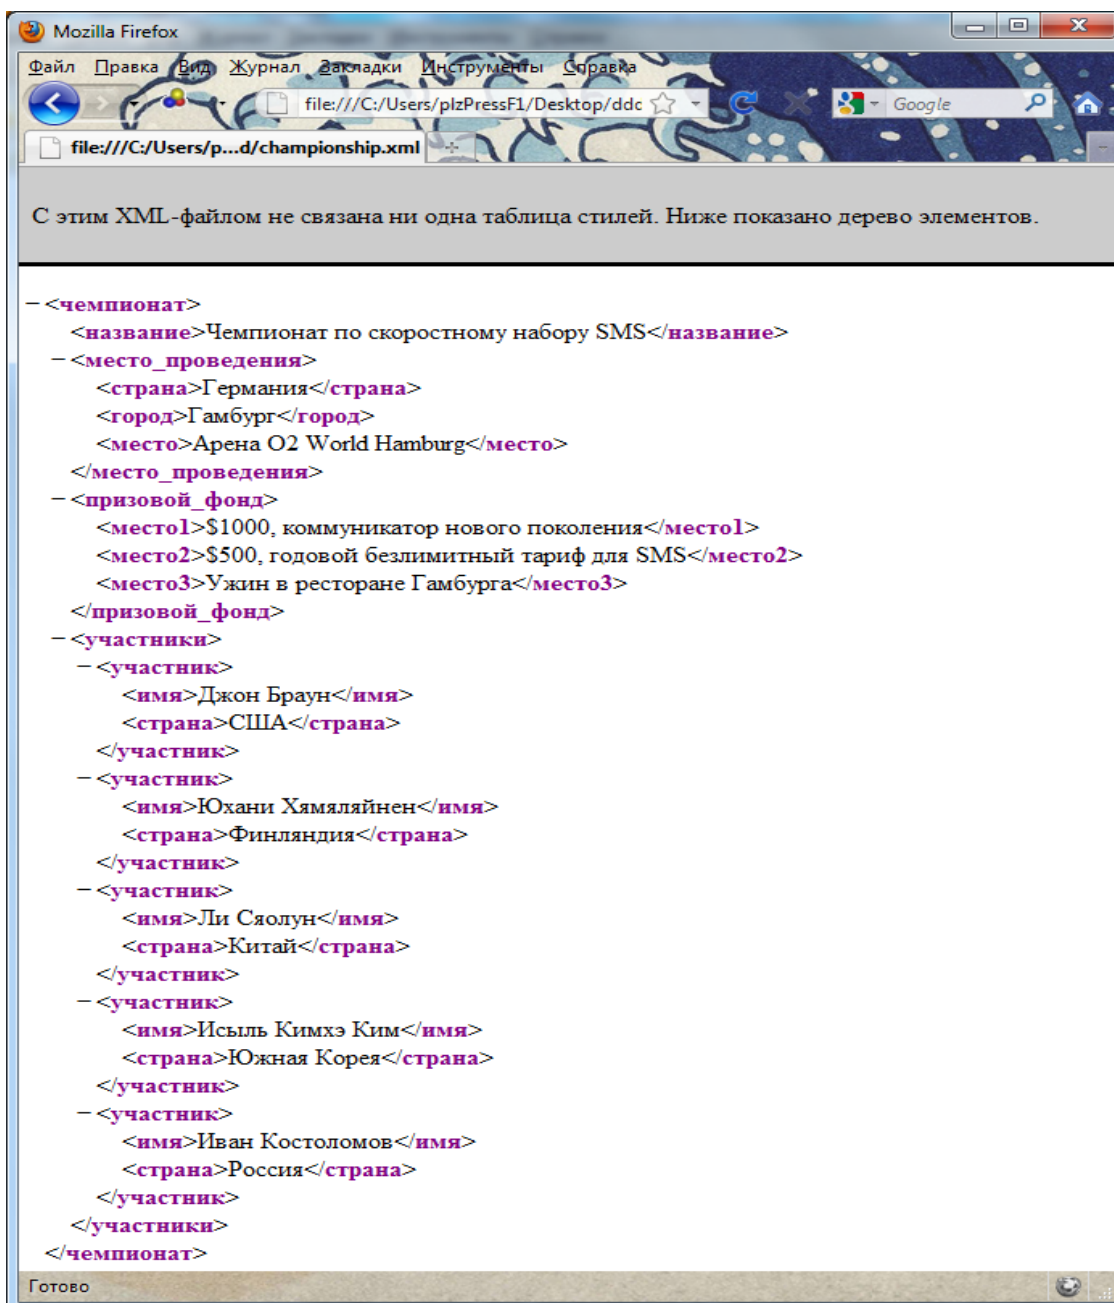 Mozilla Firefox
Файл Правка Вид Журнал Закладки Инструменты Справка
file:///C:/Users/plzPressF1/Desktop/ddc Google
file:///C:/Users/p...d/championship.xml
С этим XML-файлом не связана ни одна таблица стилей. Ниже показано дерево элементов.
− <чемпионат>
<название>Чемпионат по скоростному набору SMS</название>
− <место_проведения>
<страна>Германия</страна>
<город>Гамбург</город>
<место>Арена O2 World Hamburg</место>
</место_проведения>
− <призовой_фонд>
<место1>$1000, коммуникатор нового поколения</место1>
<место2>$500, годовой безлимитный тариф для SMS</место2>
<место3>Ужин в ресторане Гамбурга</место3>
</призовой_фонд>
− <участники>
− <участник>
<имя>Джон Браун</имя>
<страна>США</страна>
</участник>
− <участник>
<имя>Юхани Хямяляйнен</имя>
<страна>Финляндия</страна>
</участник>
− <участник>
<имя>Ли Сяолун</имя>
<страна>Китай</страна>
</участник>
− <участник>
<имя>Исыль Кимхэ Ким</имя>
<страна>Южная Корея</страна>
</участник>
− <участник>
<имя>Иван Костоломов</имя>
<страна>Россия</страна>
</участник>
</участники>
</чемпионат>
Готово